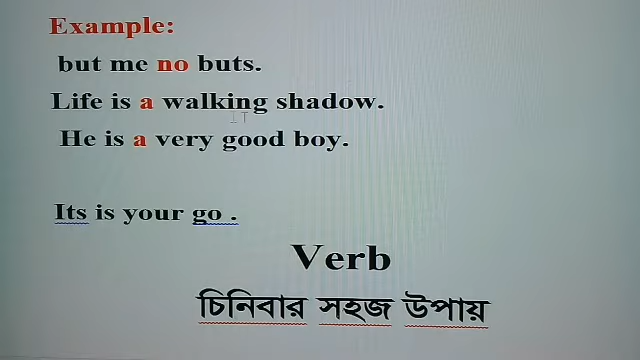 Example:
but me no buts.
Life is a walking shadow.
He is a very good boy.
Its is your go .
Verb
চিনিবার সহজ উপায়